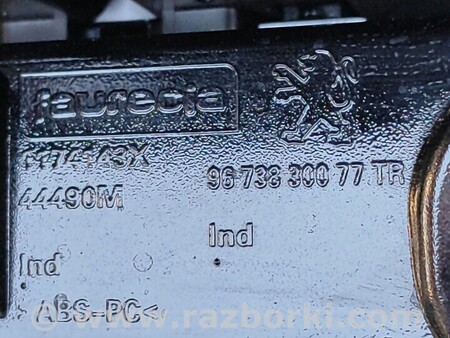 faurecia
96 738 300 77 TR
44490M
Ind
Ind
>ABS-PC<
© www.razborki.com